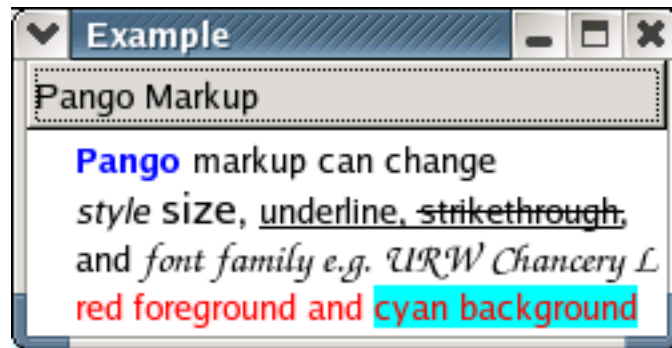 Example
Pango Markup
Pango markup can change
style size, underline, strikethrough,
and font family e.g. URW Chancery L
red foreground and cyan background